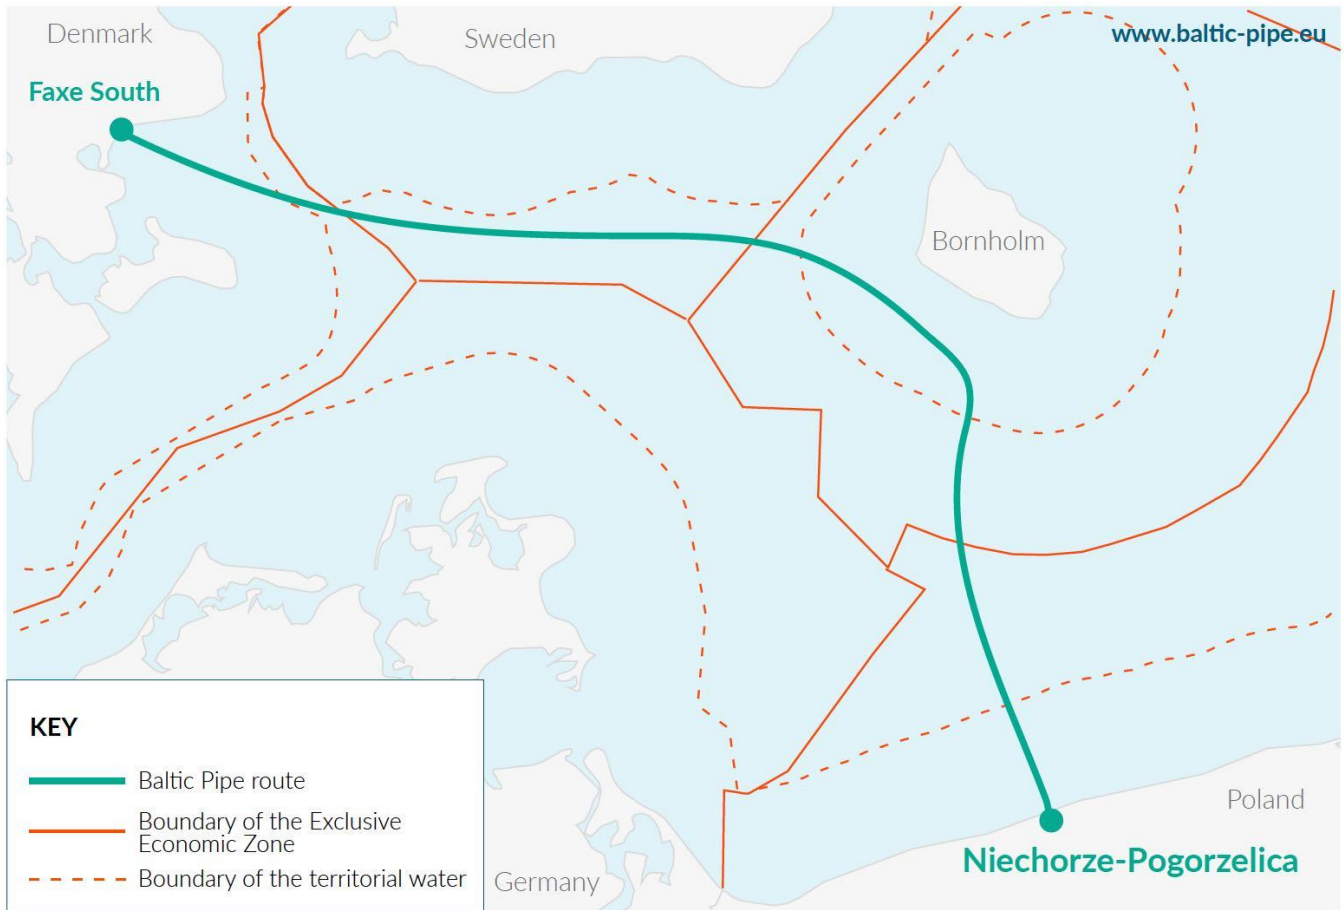 Denmark
Sweden
www.baltic-pipe.eu
Faxe South
Bornholm
KEY
Baltic Pipe route
Boundary of the Exclusive
Economic Zone
Boundary of the territorial water
Germany
Poland
Niechorze-Pogorzelica